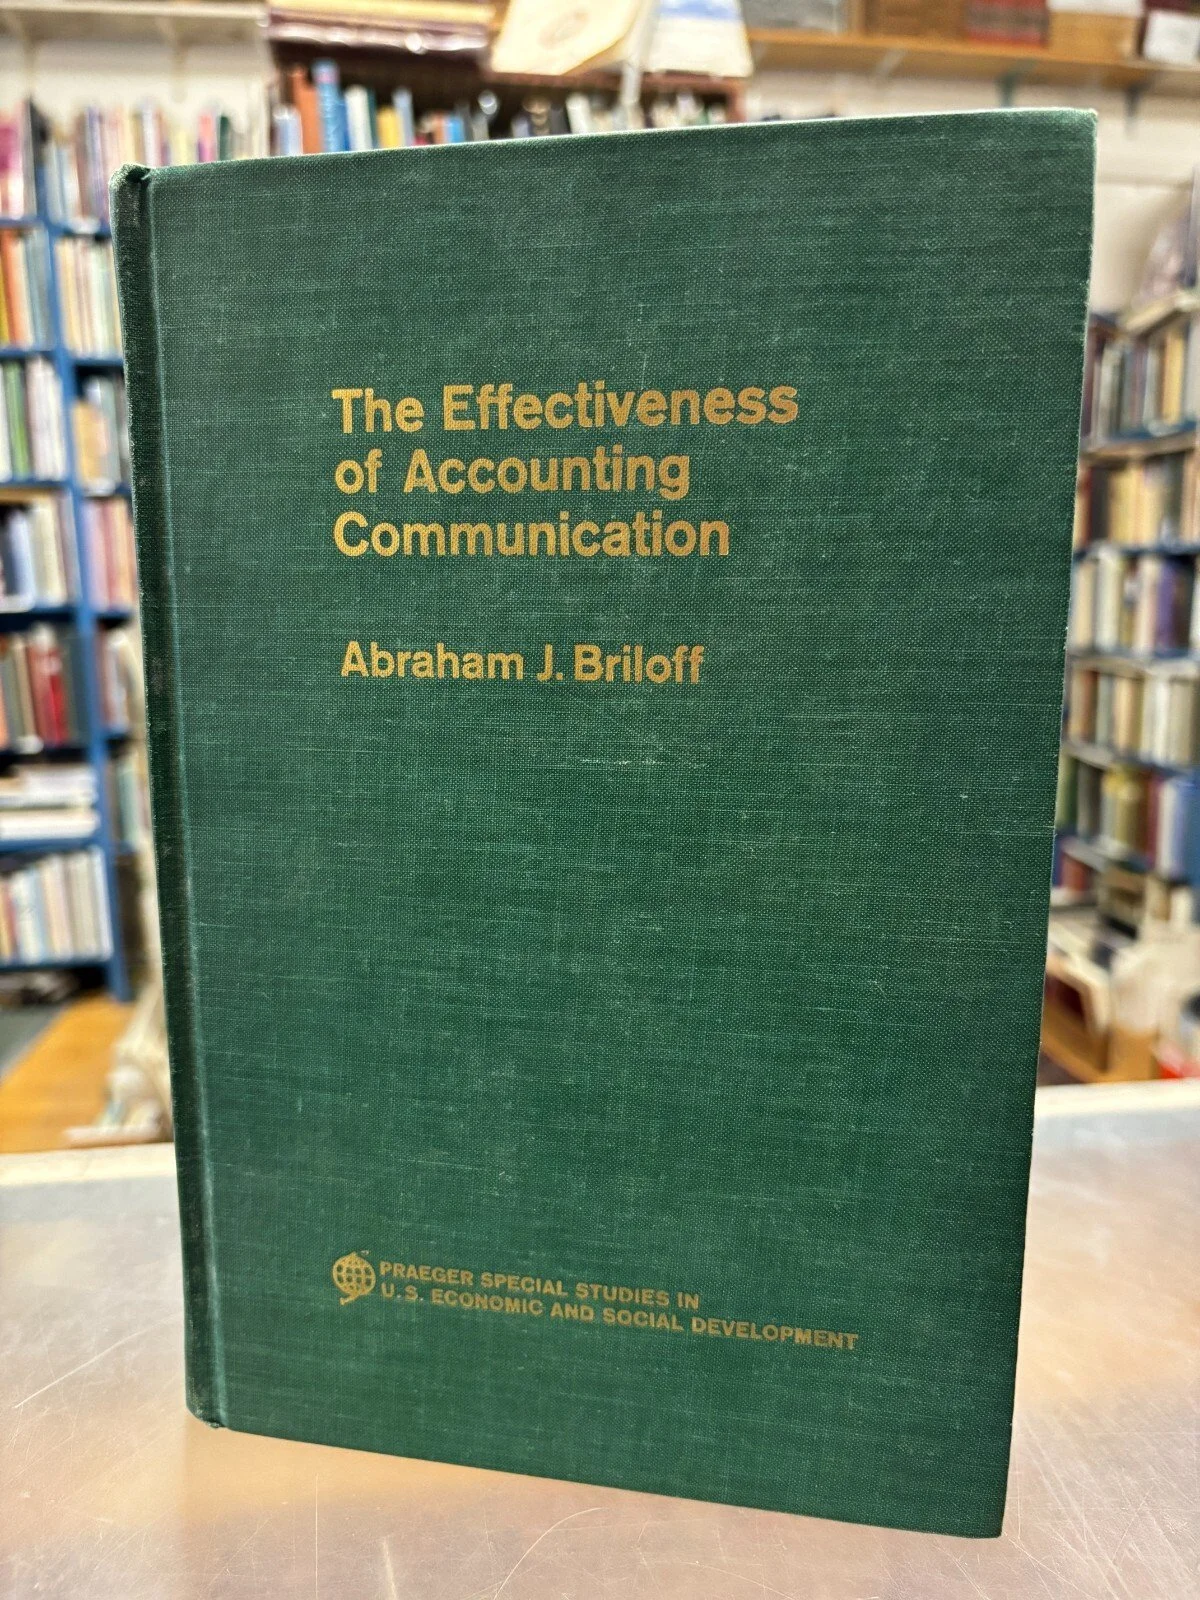 The Effectiveness
of Accounting
Communication
Abraham J. Briloff
PRAEGER SPECIAL STUDIES IN
U.S. ECONOMIC AND SOCIAL DEVELOPMENT